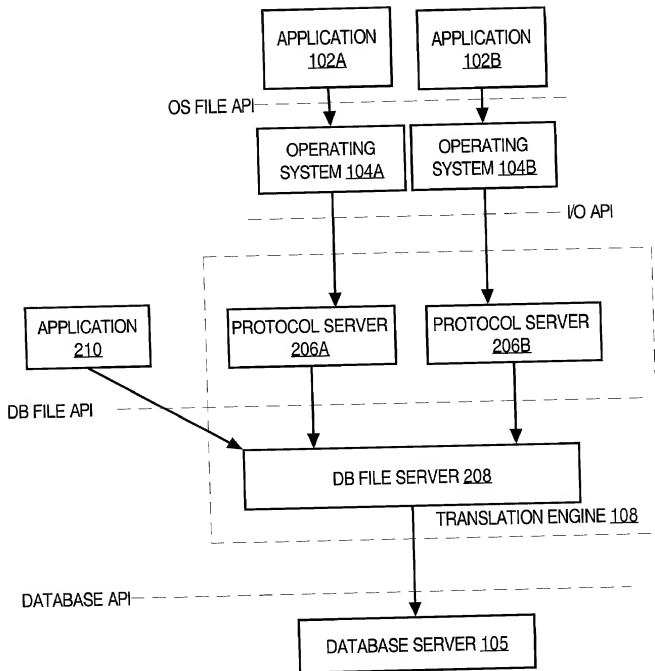 APPLICATION
102A
APPLICATION
102B
OS FILE API
OPERATING
SYSTEM 104A
OPERATING
SYSTEM 104B
I/O API
APPLICATION
210
PROTOCOL SERVER
206A
PROTOCOL SERVER
206B
DB FILE API
DB FILE SERVER 208
TRANSLATION ENGINE 108
DATABASE API
DATABASE SERVER 105